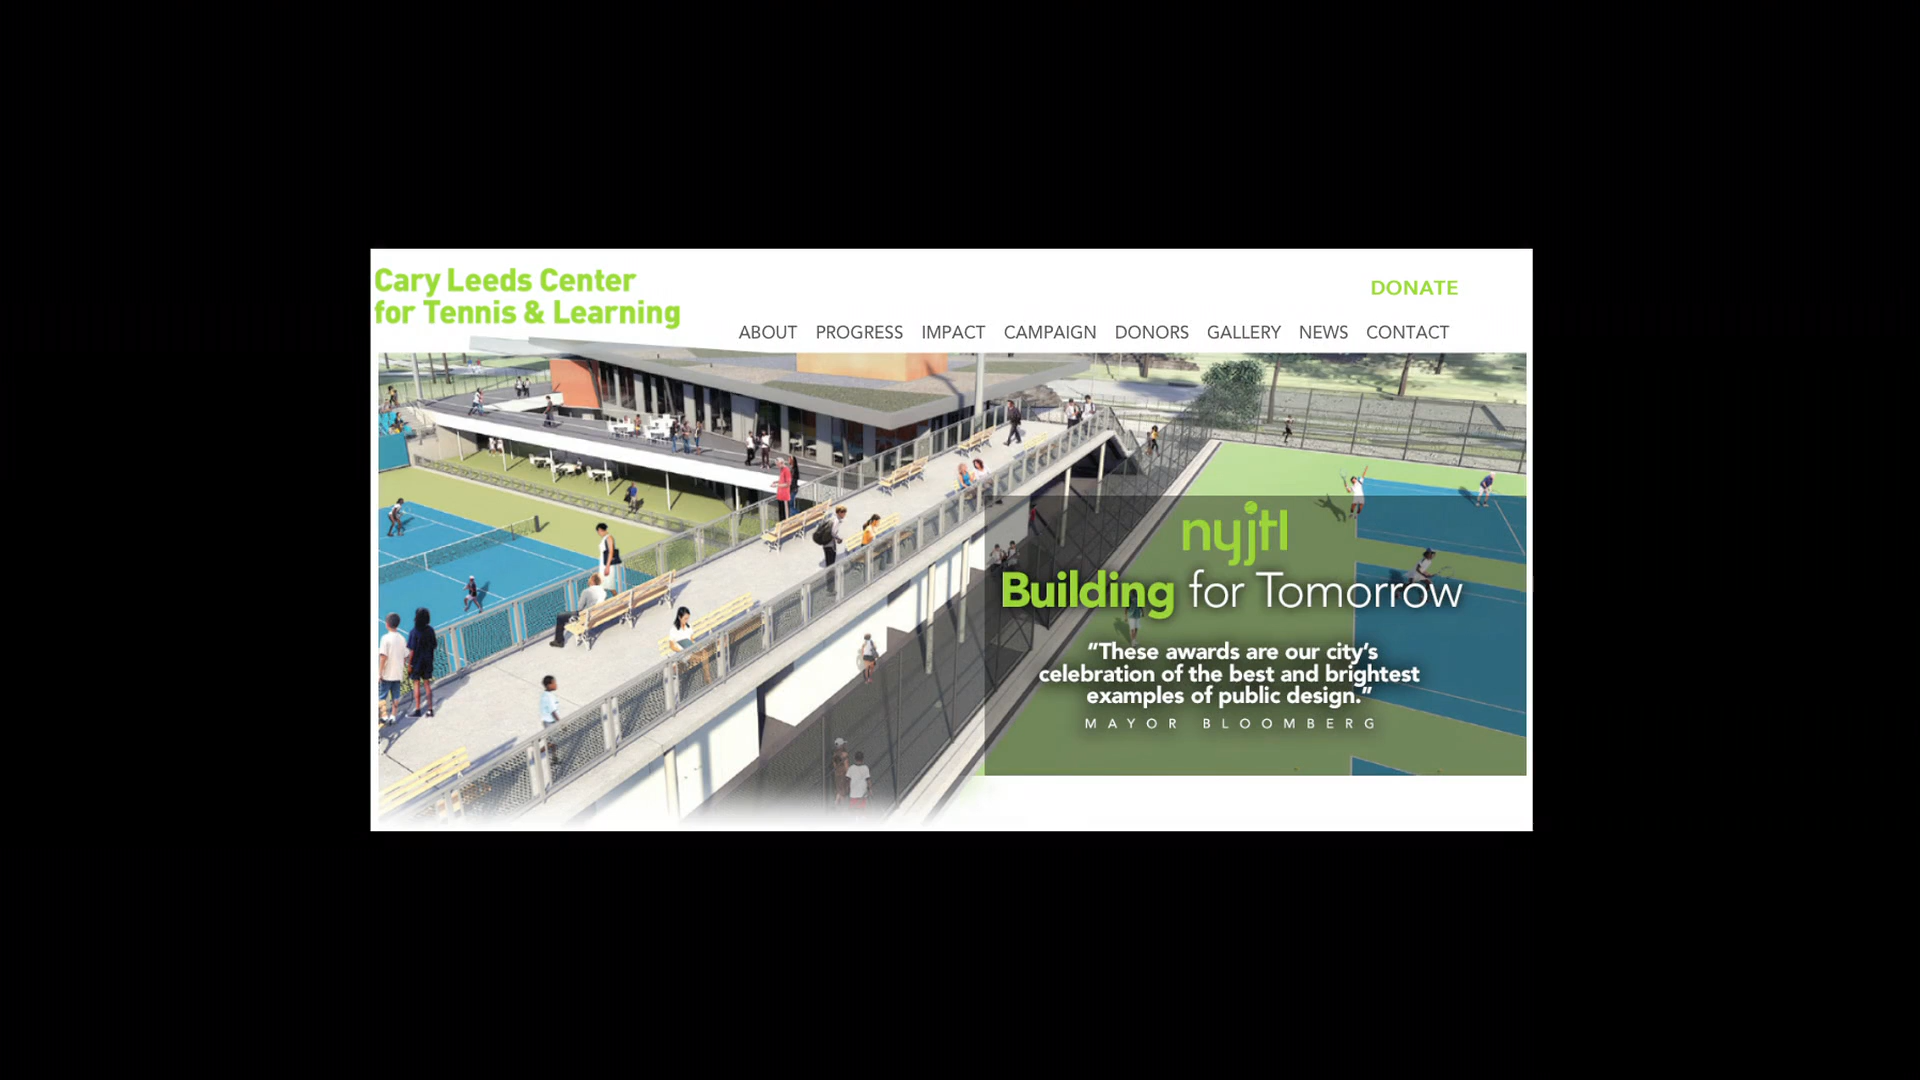 Cary Leeds Center
for Tennis & Learning
DONATE
ABOUT PROGRESS IMPACT CAMPAIGN DONORS GALLERY NEWS CONTACT
nyjtl
Building for Tomorrow
“These awards are our city’s
celebration of the best and brightest
examples of public design.”
MAYOR BLOOMBERG